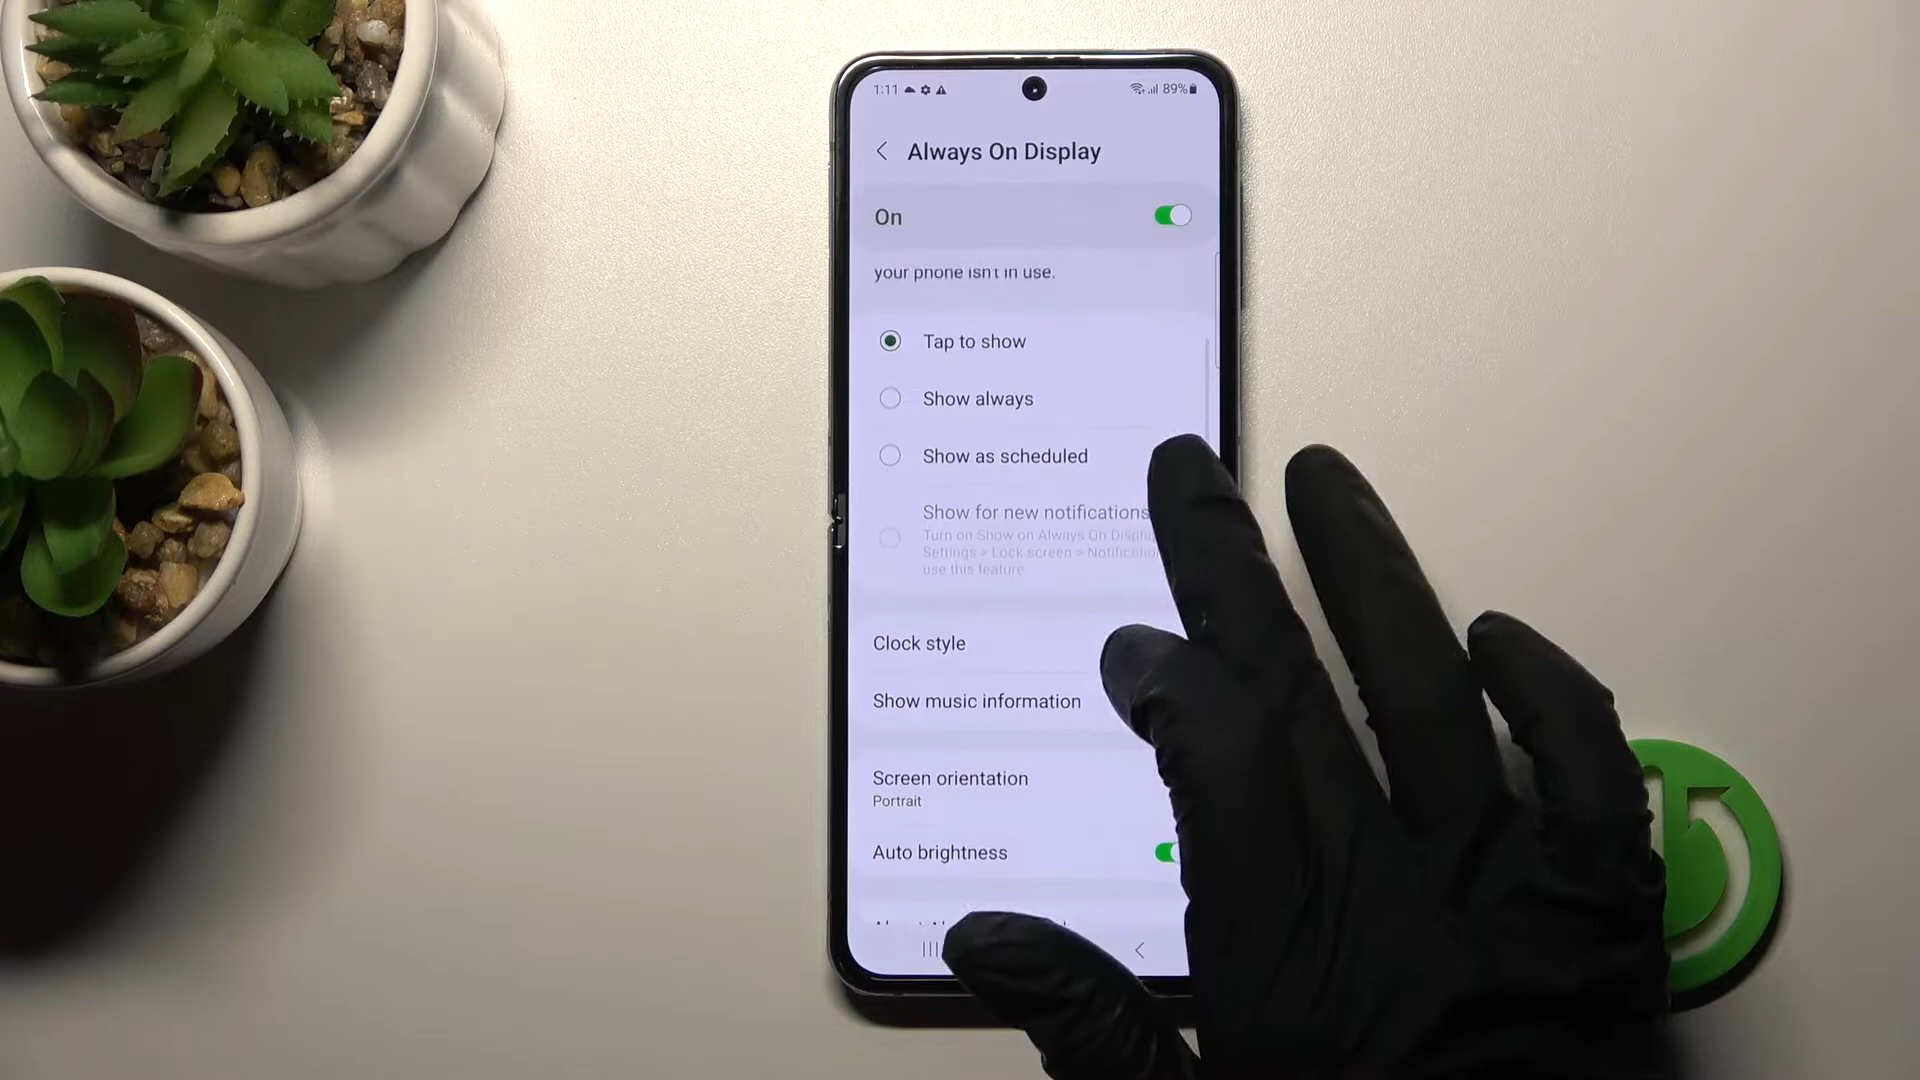 1:11 89%
Always On Display
On
your phone isn't in use.
Tap to show
Show always
Show as scheduled
Show for new notifications
Turn on Show on Always On
Settings > Lock screen >
use this feature.
Clock style
Show music information
Screen orientation
Portrait
Auto brightness